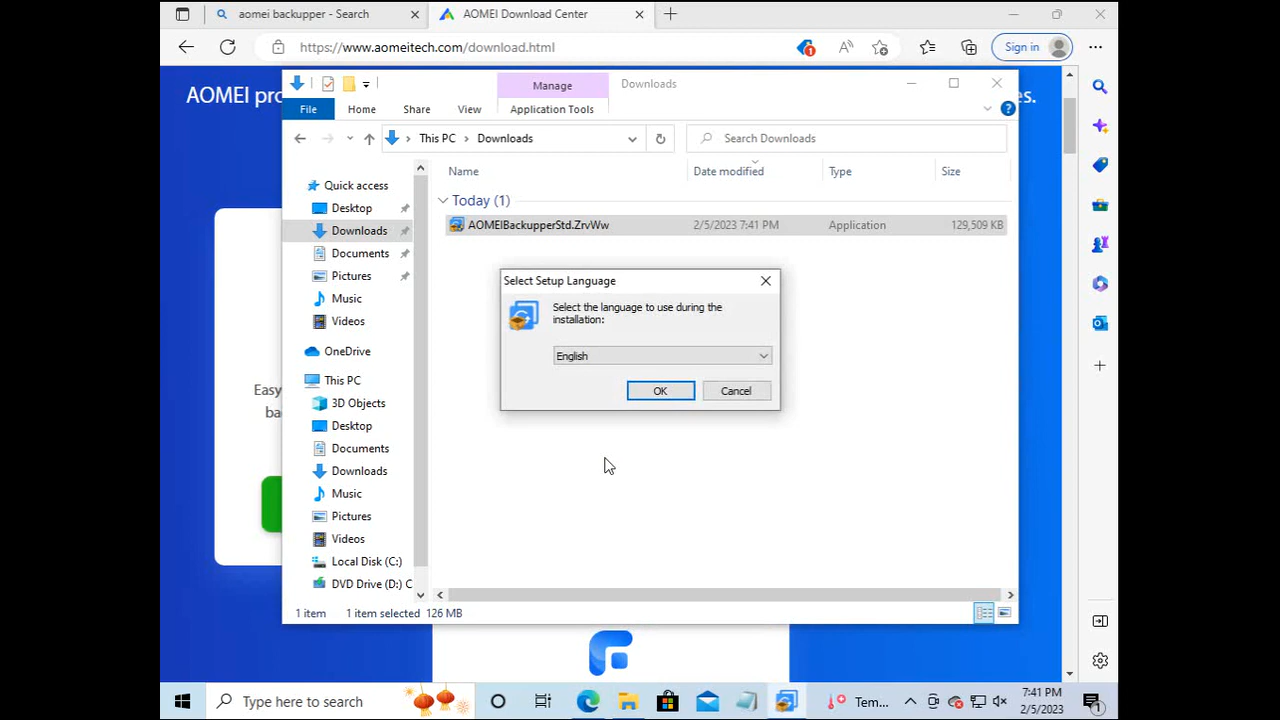 aomei backupper - Search
AOMEI Download Center
https://www.aomeitech.com/download.html
Sign in
AOMEI pro
es.
Manage
Downloads
File
Home
Share
View
Application Tools
This PC
Downloads
Search Downloads
Name
Date modified
Type
Size
Quick access
Today (1)
Desktop
AOMEIBackupperStd.ZrvWw
2/5/2023 7:41 PM
Application
129,509 KB
Downloads
Documents
Pictures
Music
Videos
OneDrive
This PC
3D Objects
Desktop
Documents
Downloads
Music
Pictures
Videos
Local Disk (C:)
DVD Drive (D:) C
Select Setup Language
Select the language to use during the
installation:
English
OK
Cancel
Easy
ba
1 item
1 item selected
126 MB
Type here to search
Tem...
7:41 PM
2/5/2023
1